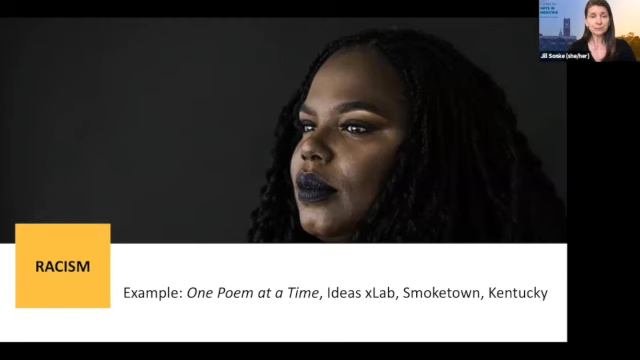 Jill Sonke (she/her)
RACISM
Example: One Poem at a Time, Ideas xLab, Smoketown, Kentucky